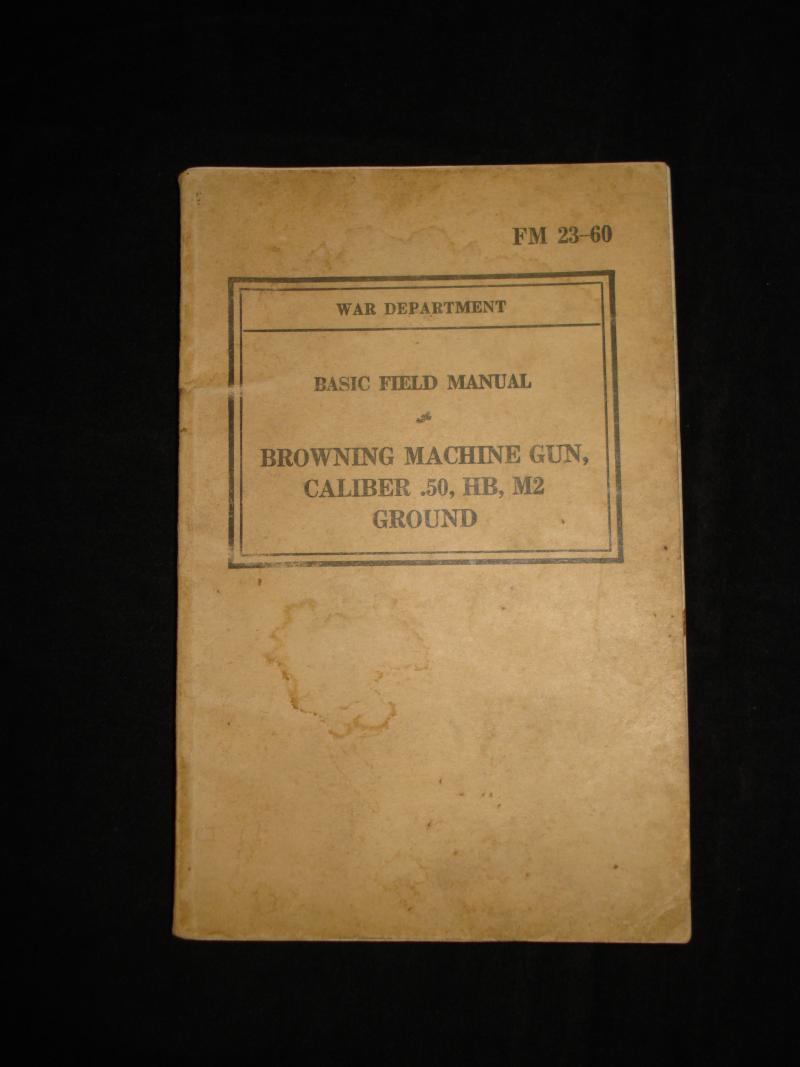 FM 23-60
WAR DEPARTMENT
BASIC FIELD MANUAL
BROWNING MACHINE GUN,
CALIBER .50, HB, M2
GROUND